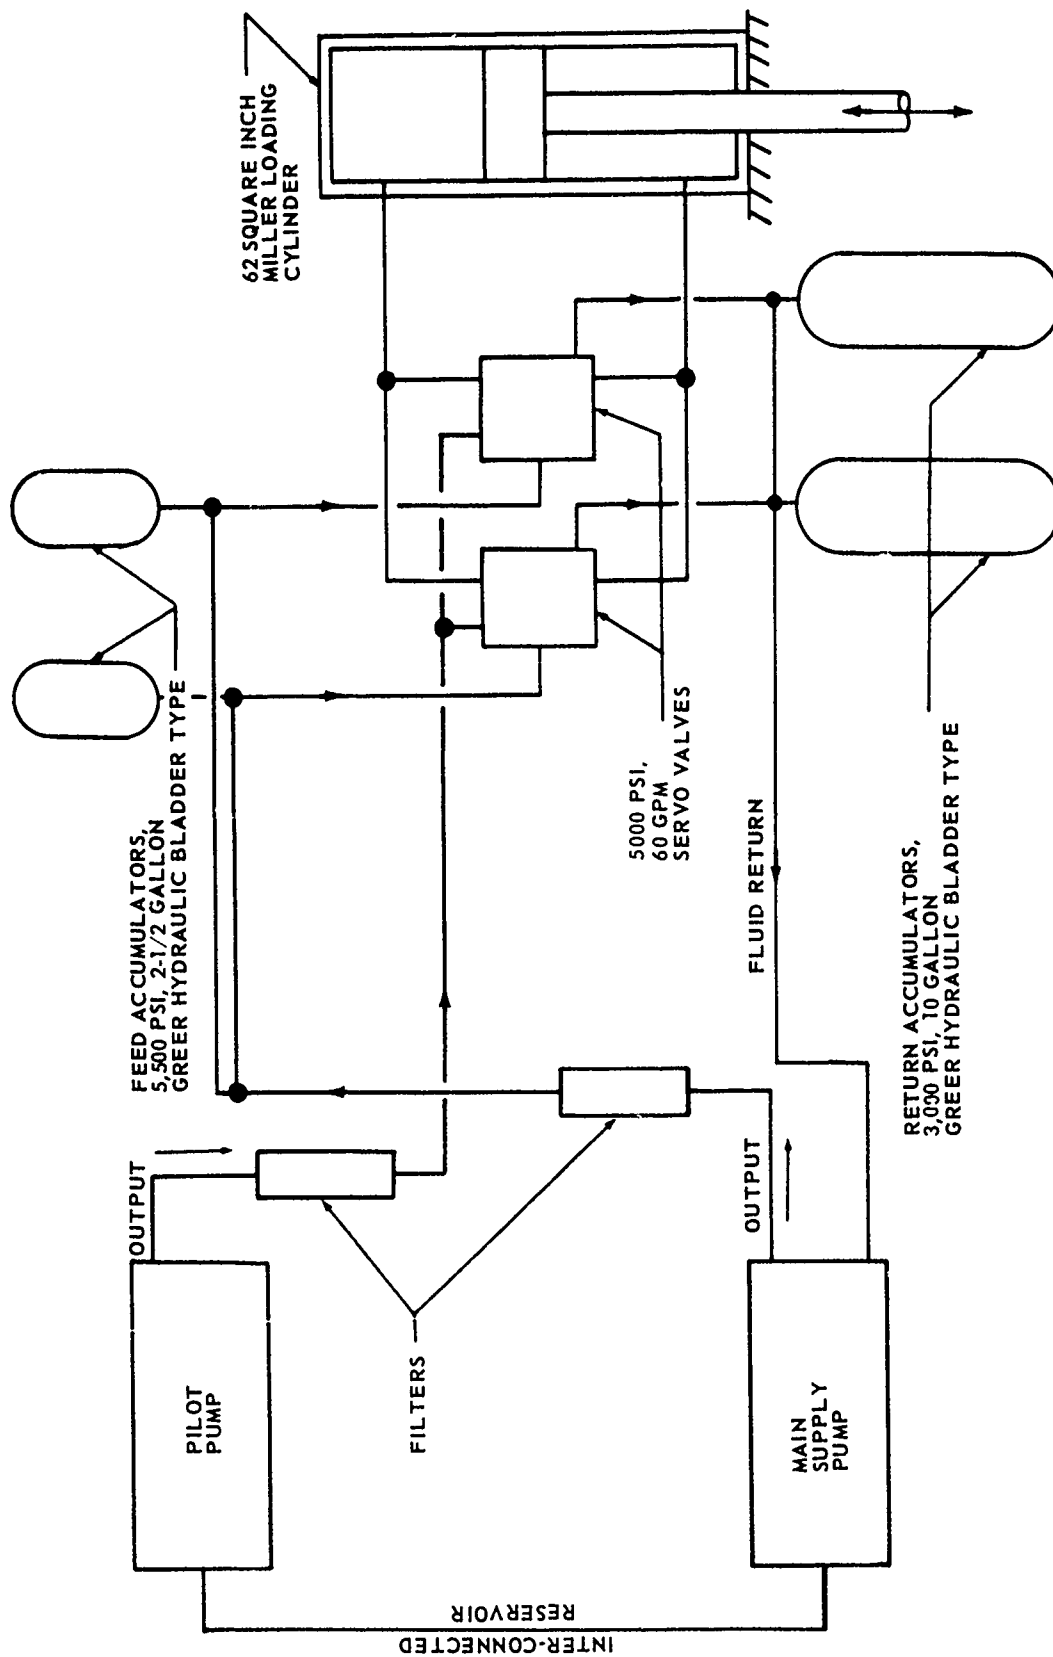 62 SQUARE INCH
MILLER LOADING
CYLINDER
FEED ACCUMULATORS,
5,500 PSI, 2-1/2 GALLON
GREER HYDRAULIC BLADDER TYPE
5000 PSI,
60 GPM
SERVO VALVES
FLUID RETURN
RETURN ACCUMULATORS,
3,000 PSI, 10 GALLON
GREER HYDRAULIC BLADDER TYPE
OUTPUT
OUTPUT
FILTERS
PILOT
PUMP
MAIN
SUPPLY
PUMP
INTER-CONNECTED
RESERVOIR